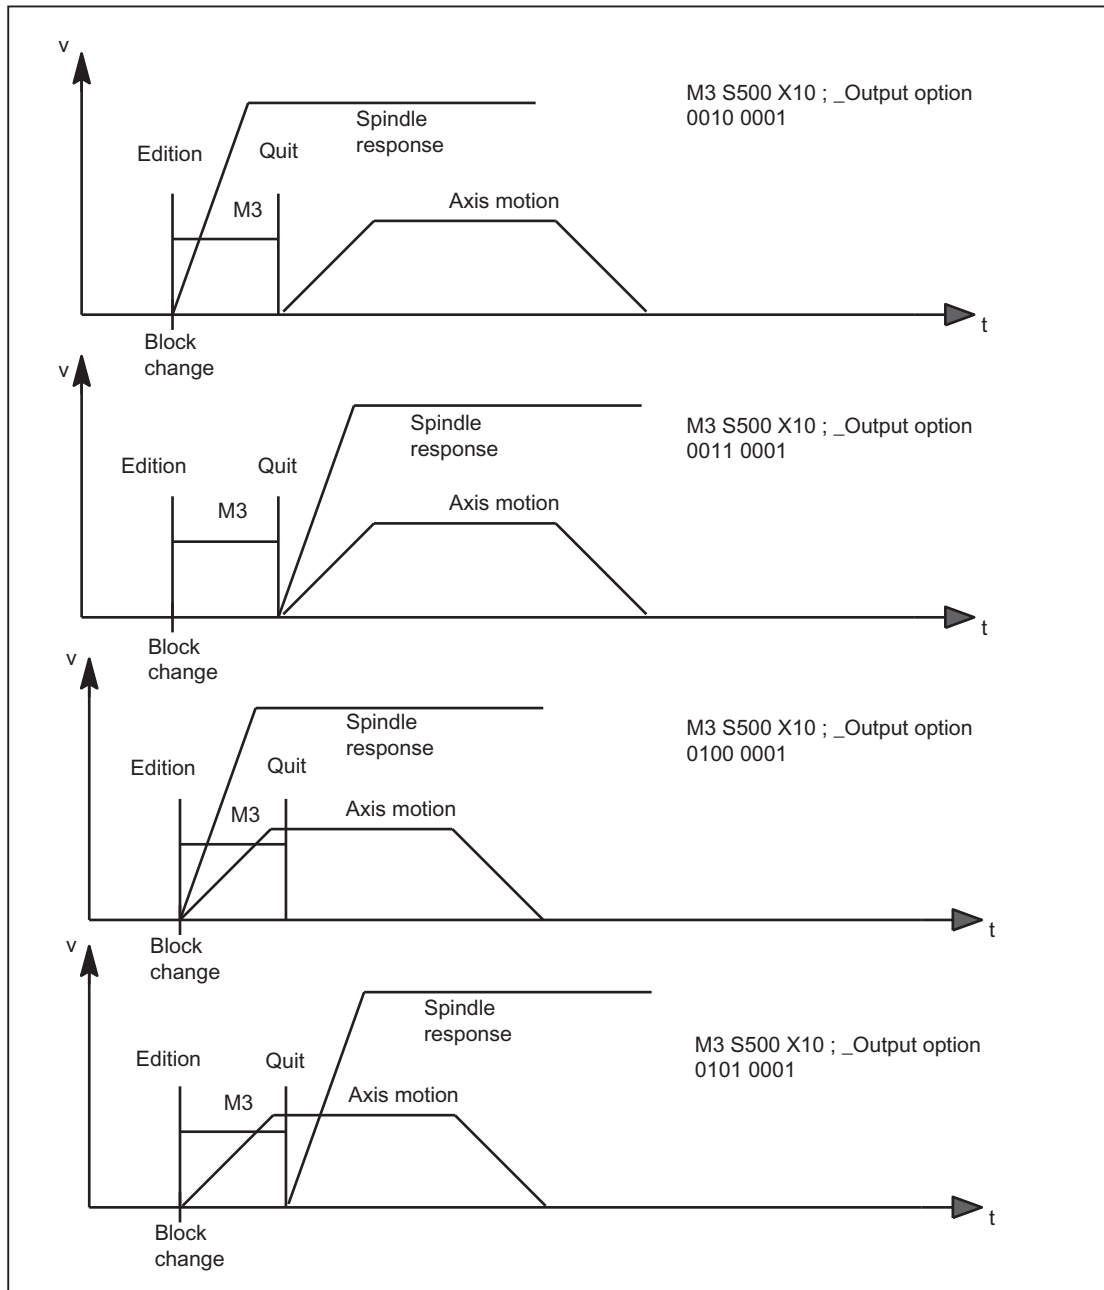 v
M3 S500 X10 ; _Output option
0010 0001
Spindle
response
Edition
Quit
M3
Axis motion
t
Block
change
v
M3 S500 X10 ; _Output option
0011 0001
Spindle
response
Edition
Quit
M3
Axis motion
t
Block
change
v
M3 S500 X10 ; _Output option
0100 0001
Spindle
response
Edition
Quit
M3
Axis motion
t
Block
change
v
Spindle
response
M3 S500 X10 ; _Output option
0101 0001
Edition
Quit
M3
Axis motion
t
Block
change